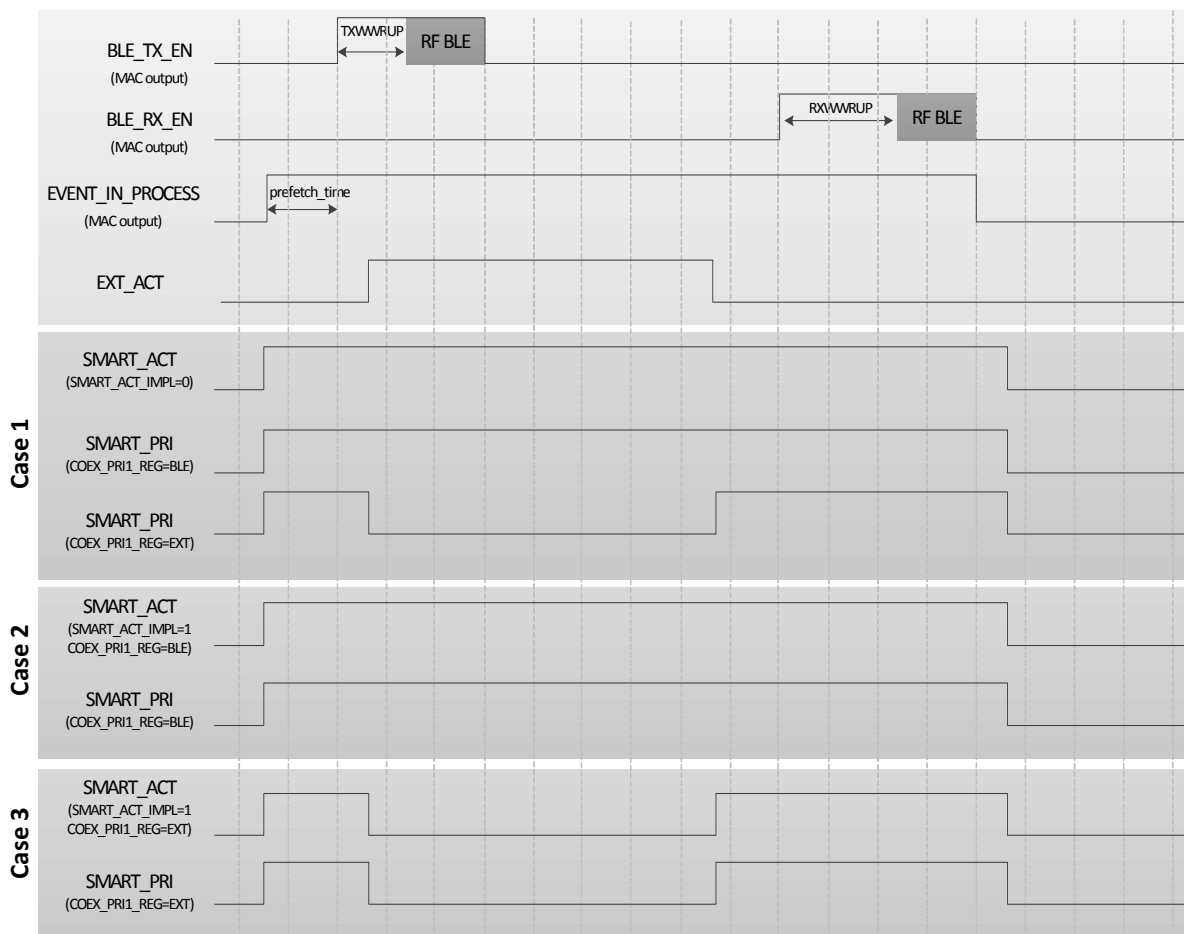 TXWWRUP
RF BLE
BLE_TX_EN
(MAC output)
RXWWRUP
RF BLE
BLE_RX_EN
(MAC output)
prefetch_time
EVENT_IN_PROCESS
(MAC output)
EXT_ACT
Case 1
SMART_ACT
(SMART_ACT_IMPL=0)
SMART_PRI
(COEX_PRI1_REG=BLE)
SMART_PRI
(COEX_PRI1_REG=EXT)
Case 2
SMART_ACT
(SMART_ACT_IMPL=1
COEX_PRI1_REG=BLE)
SMART_PRI
(COEX_PRI1_REG=BLE)
Case 3
SMART_ACT
(SMART_ACT_IMPL=1
COEX_PRI1_REG=EXT)
SMART_PRI
(COEX_PRI1_REG=EXT)